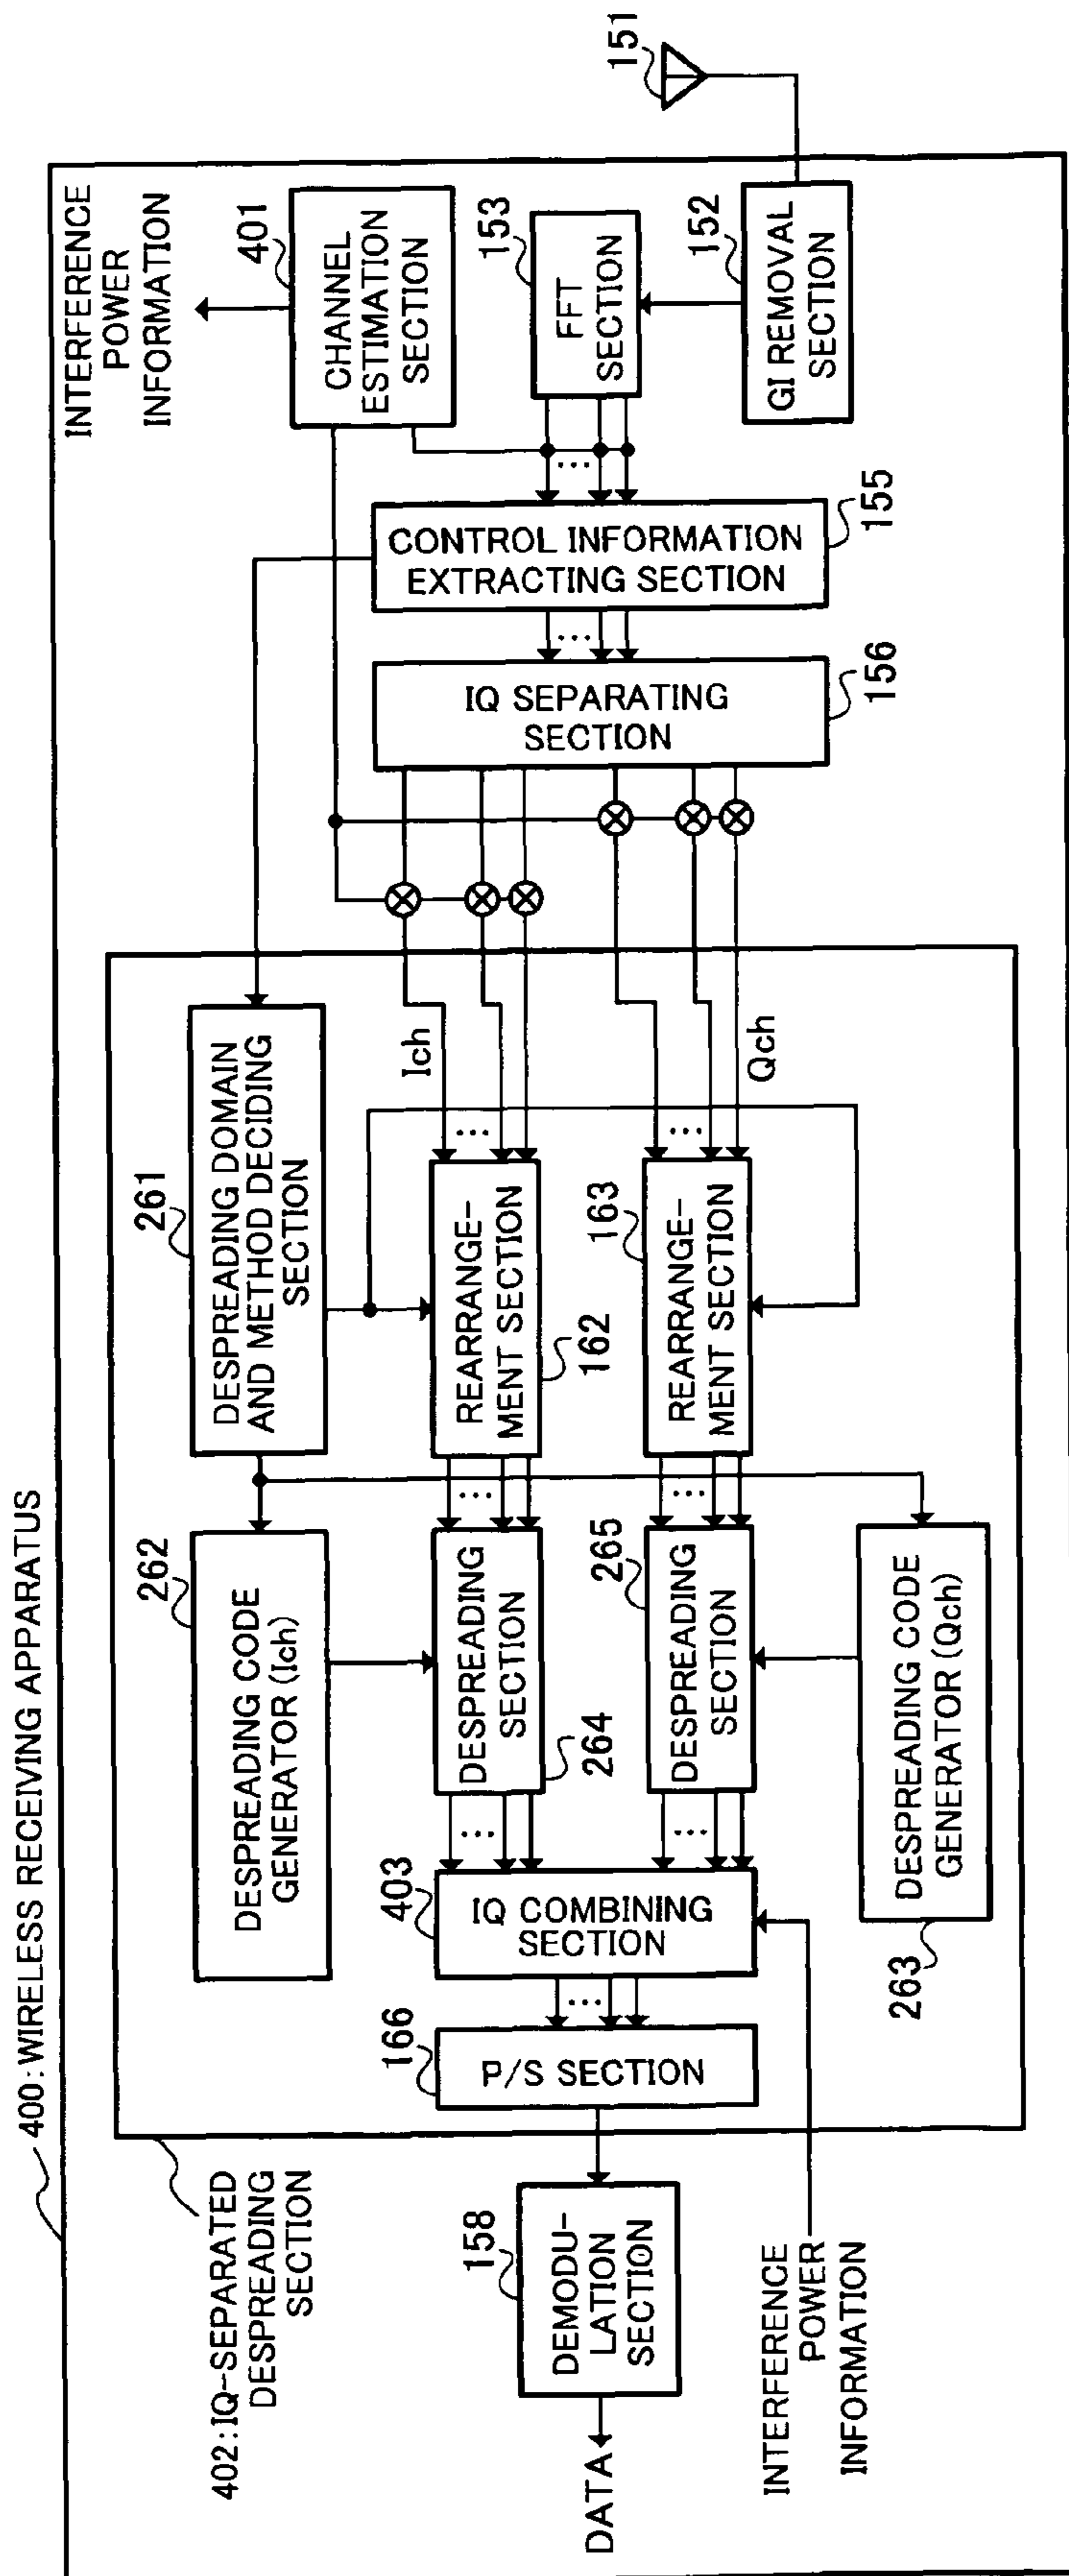 400:WIRELESS RECEIVING APPARATUS
402:IQ-SEPARATED
DESPREADING
SECTION
262
DESPREADING CODE
GENERATOR (Ich)
261
DESPREADING DOMAIN
AND METHOD DECIDING
SECTION
INTERFERENCE
POWER
INFORMATION
401
CHANNEL
ESTIMATION
SECTION
151
153
FFT
SECTION
152
GI REMOVAL
SECTION
CONTROL INFORMATION
EXTRACTING SECTION
155
IQ SEPARATING
SECTION
156
Ich
Qch
REARRANGE-
MENT SECTION
162
163
REARRANGE-
MENT SECTION
DESPREADING
SECTION
264
265
DESPREADING
SECTION
DESPREADING CODE
GENERATOR (Qch)
263
403
IQ COMBINING
SECTION
166
P/S SECTION
158
DEMODU-
LATION
SECTION
DATA
INTERFERENCE
POWER
INFORMATION